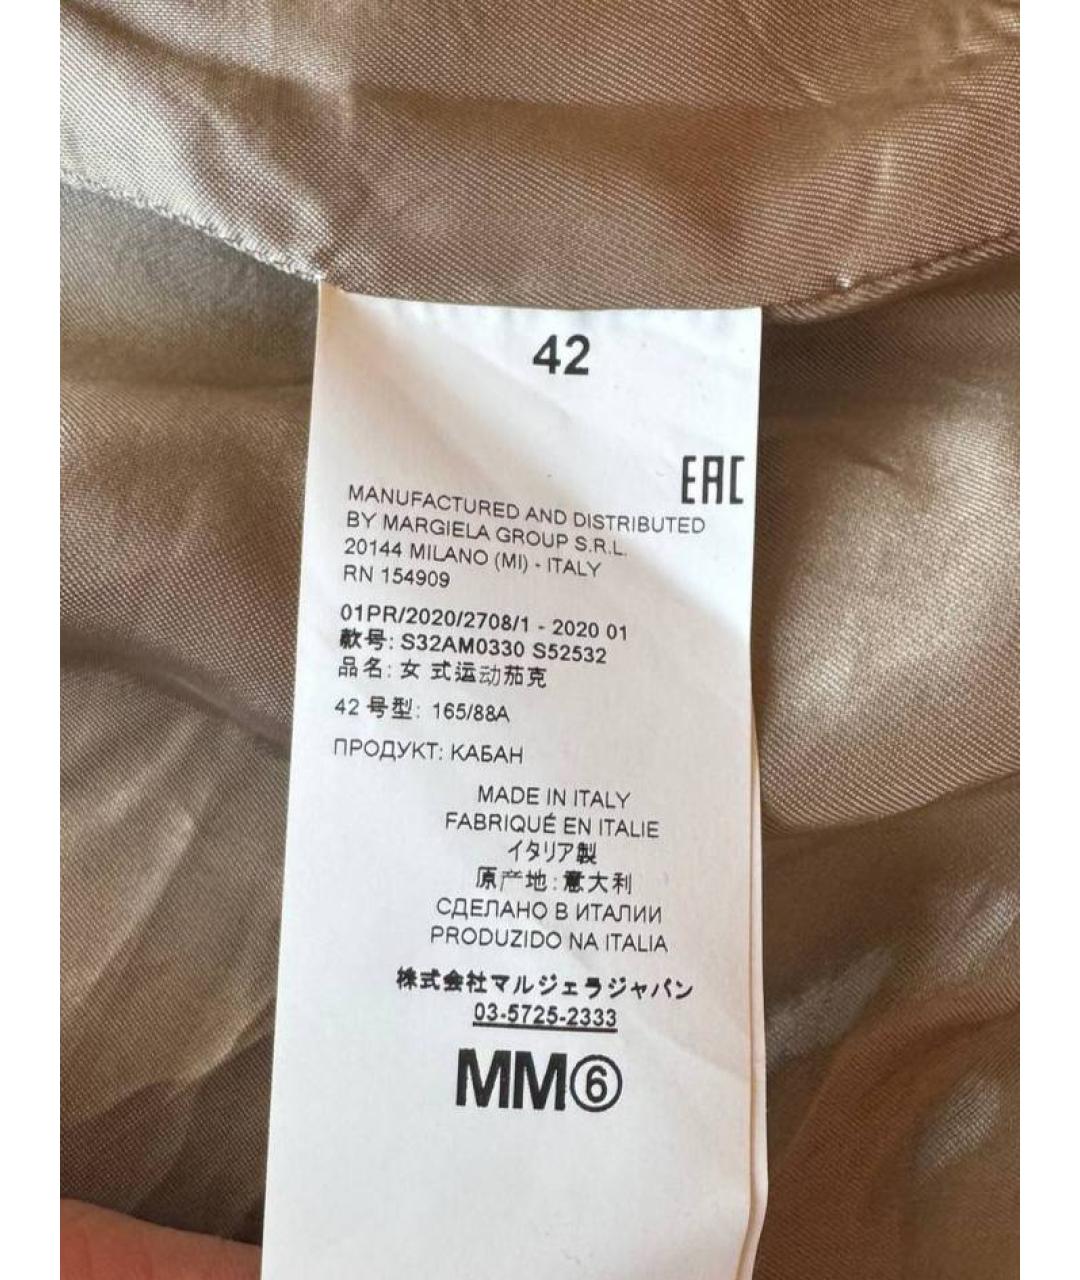 42
EAC
MANUFACTURED AND DISTRIBUTED
BY MARGIELA GROUP S.R.L.
20144 MILANO (MI) - ITALY
RN 154909
01PR/2020/2708/1 - 2020 01
款号: S32AM0330 S52532
品名: 女 式运动茄克
42 号型: 165/88A
ПРОДУКТ: КАБАН
MADE IN ITALY
FABRIQUÉ EN ITALIE
イタリア製
原产地:意大利
СДЕЛАНО В ИТАЛИИ
PRODUZIDO NA ITALIA
株式会社マルジェラジャパン
03-5725-2333
MM⑥